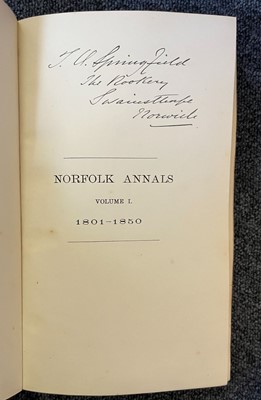 T. O. Springfield
The Rookery
Swainsthorpe
Norwich
NORFOLK ANNALS
VOLUME I.
1801-1850